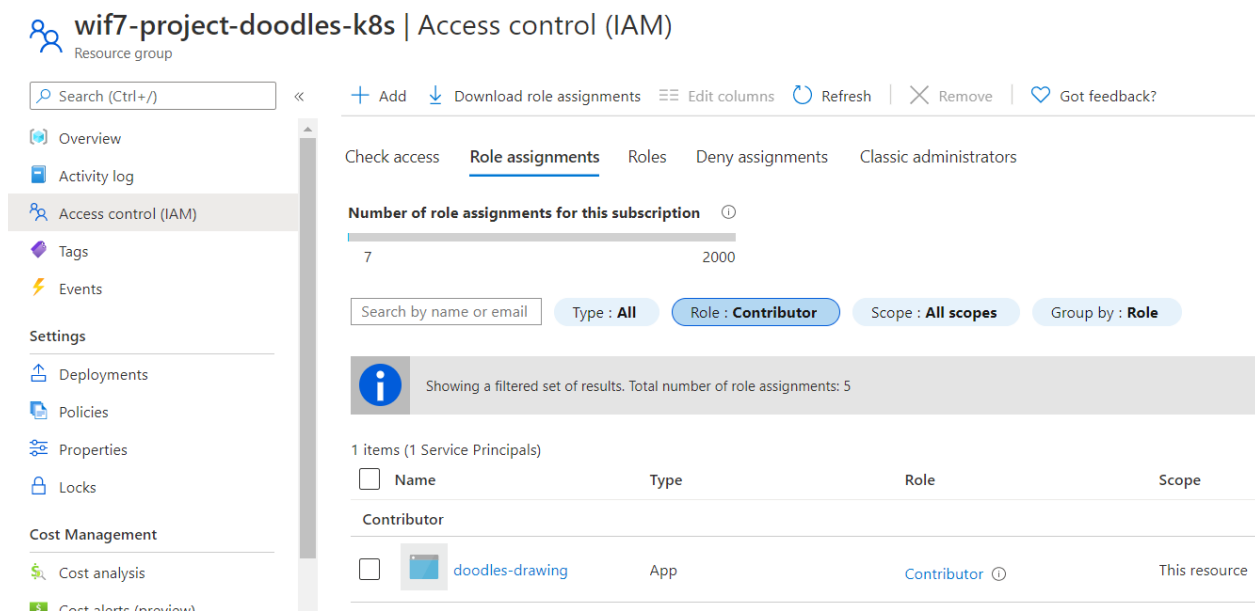 wif7-project-doodles-k8s | Access control (IAM)
Resource group
Search (Ctrl+/)
«
Overview
Activity log
Access control (IAM)
Tags
Events
Settings
Deployments
Policies
Properties
Locks
Cost Management
Cost analysis
Cost alerts (preview)
Add
Download role assignments
Edit columns
Refresh
Remove
Got feedback?
Check access Role assignments Roles Deny assignments Classic administrators
Number of role assignments for this subscription
7 2000
Search by name or email
Type : All
Role : Contributor
Scope : All scopes
Group by : Role
Showing a filtered set of results. Total number of role assignments: 5
1 items (1 Service Principals)
Name Type Role Scope
Contributor
doodles-drawing App Contributor This resource